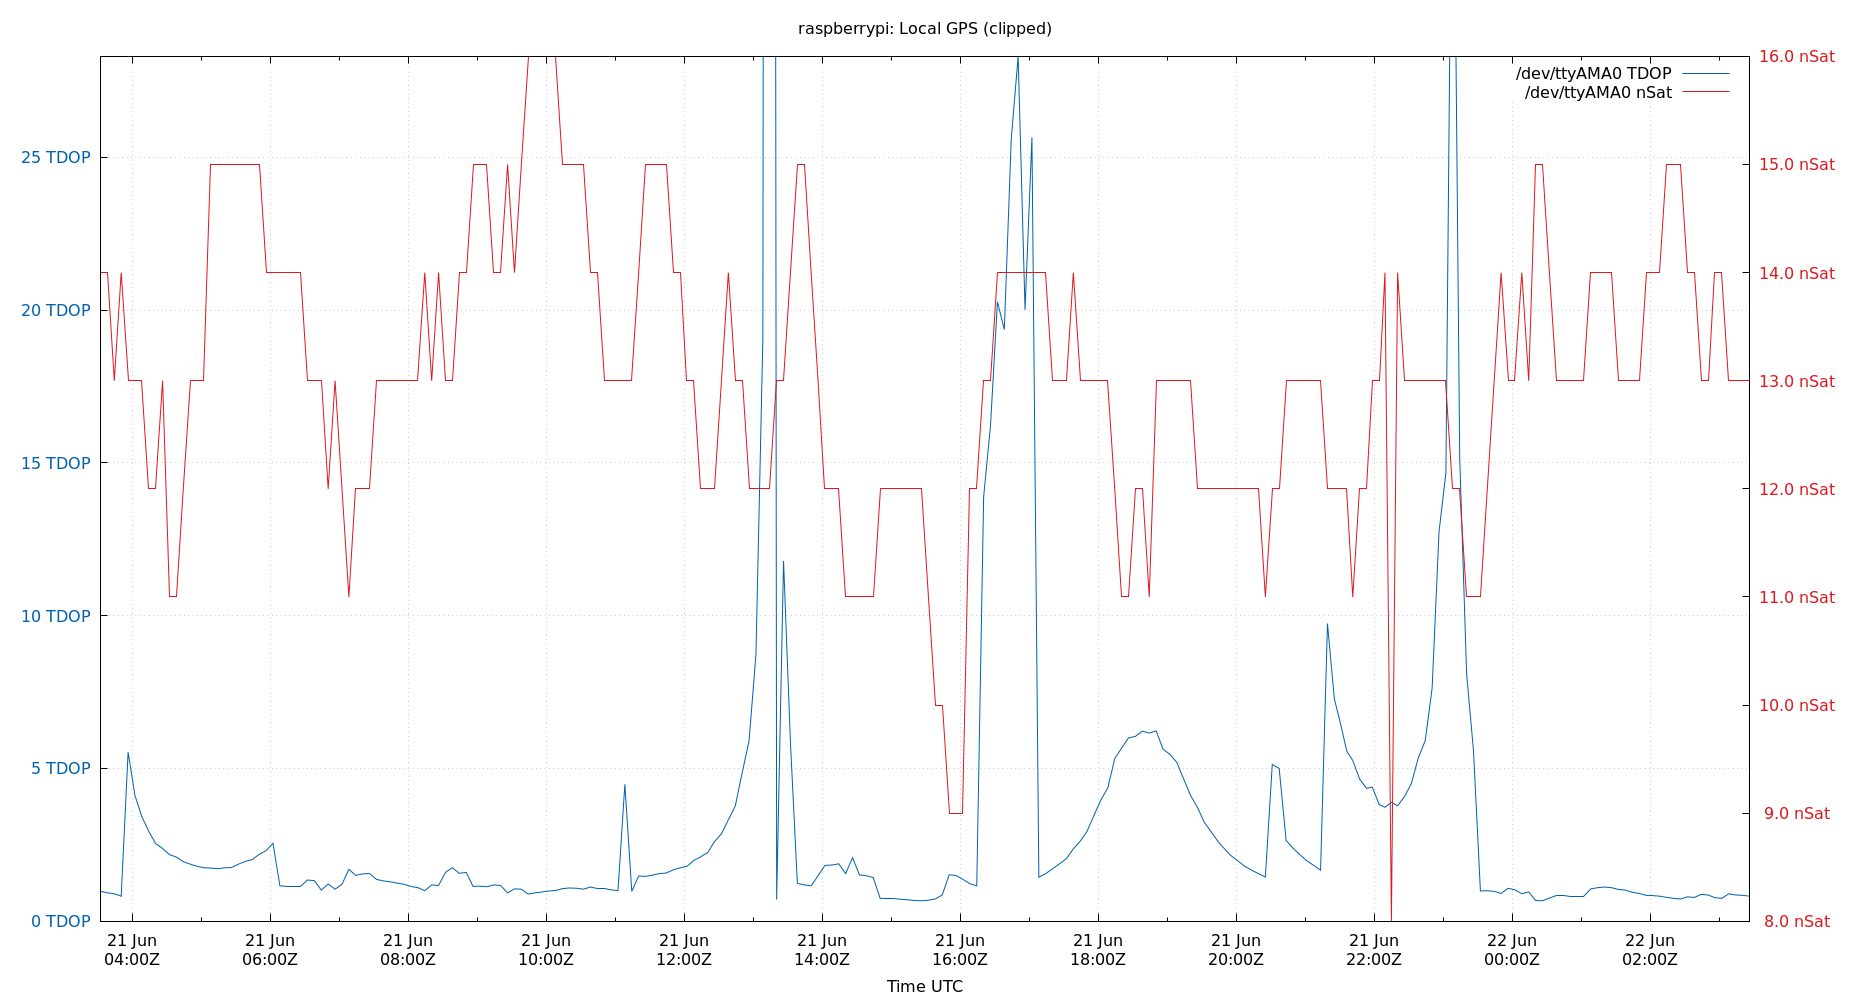 raspberrypi: Local GPS (clipped)
/dev/ttyAMA0 TDOP
/dev/ttyAMA0 nSat
25 TDOP
20 TDOP
15 TDOP
10 TDOP
5 TDOP
0 TDOP
16.0 nSat
15.0 nSat
14.0 nSat
13.0 nSat
12.0 nSat
11.0 nSat
10.0 nSat
9.0 nSat
8.0 nSat
21 Jun
04:00Z
21 Jun
06:00Z
21 Jun
08:00Z
21 Jun
10:00Z
21 Jun
12:00Z
21 Jun
14:00Z
21 Jun
16:00Z
21 Jun
18:00Z
21 Jun
20:00Z
21 Jun
22:00Z
22 Jun
00:00Z
22 Jun
02:00Z
Time UTC